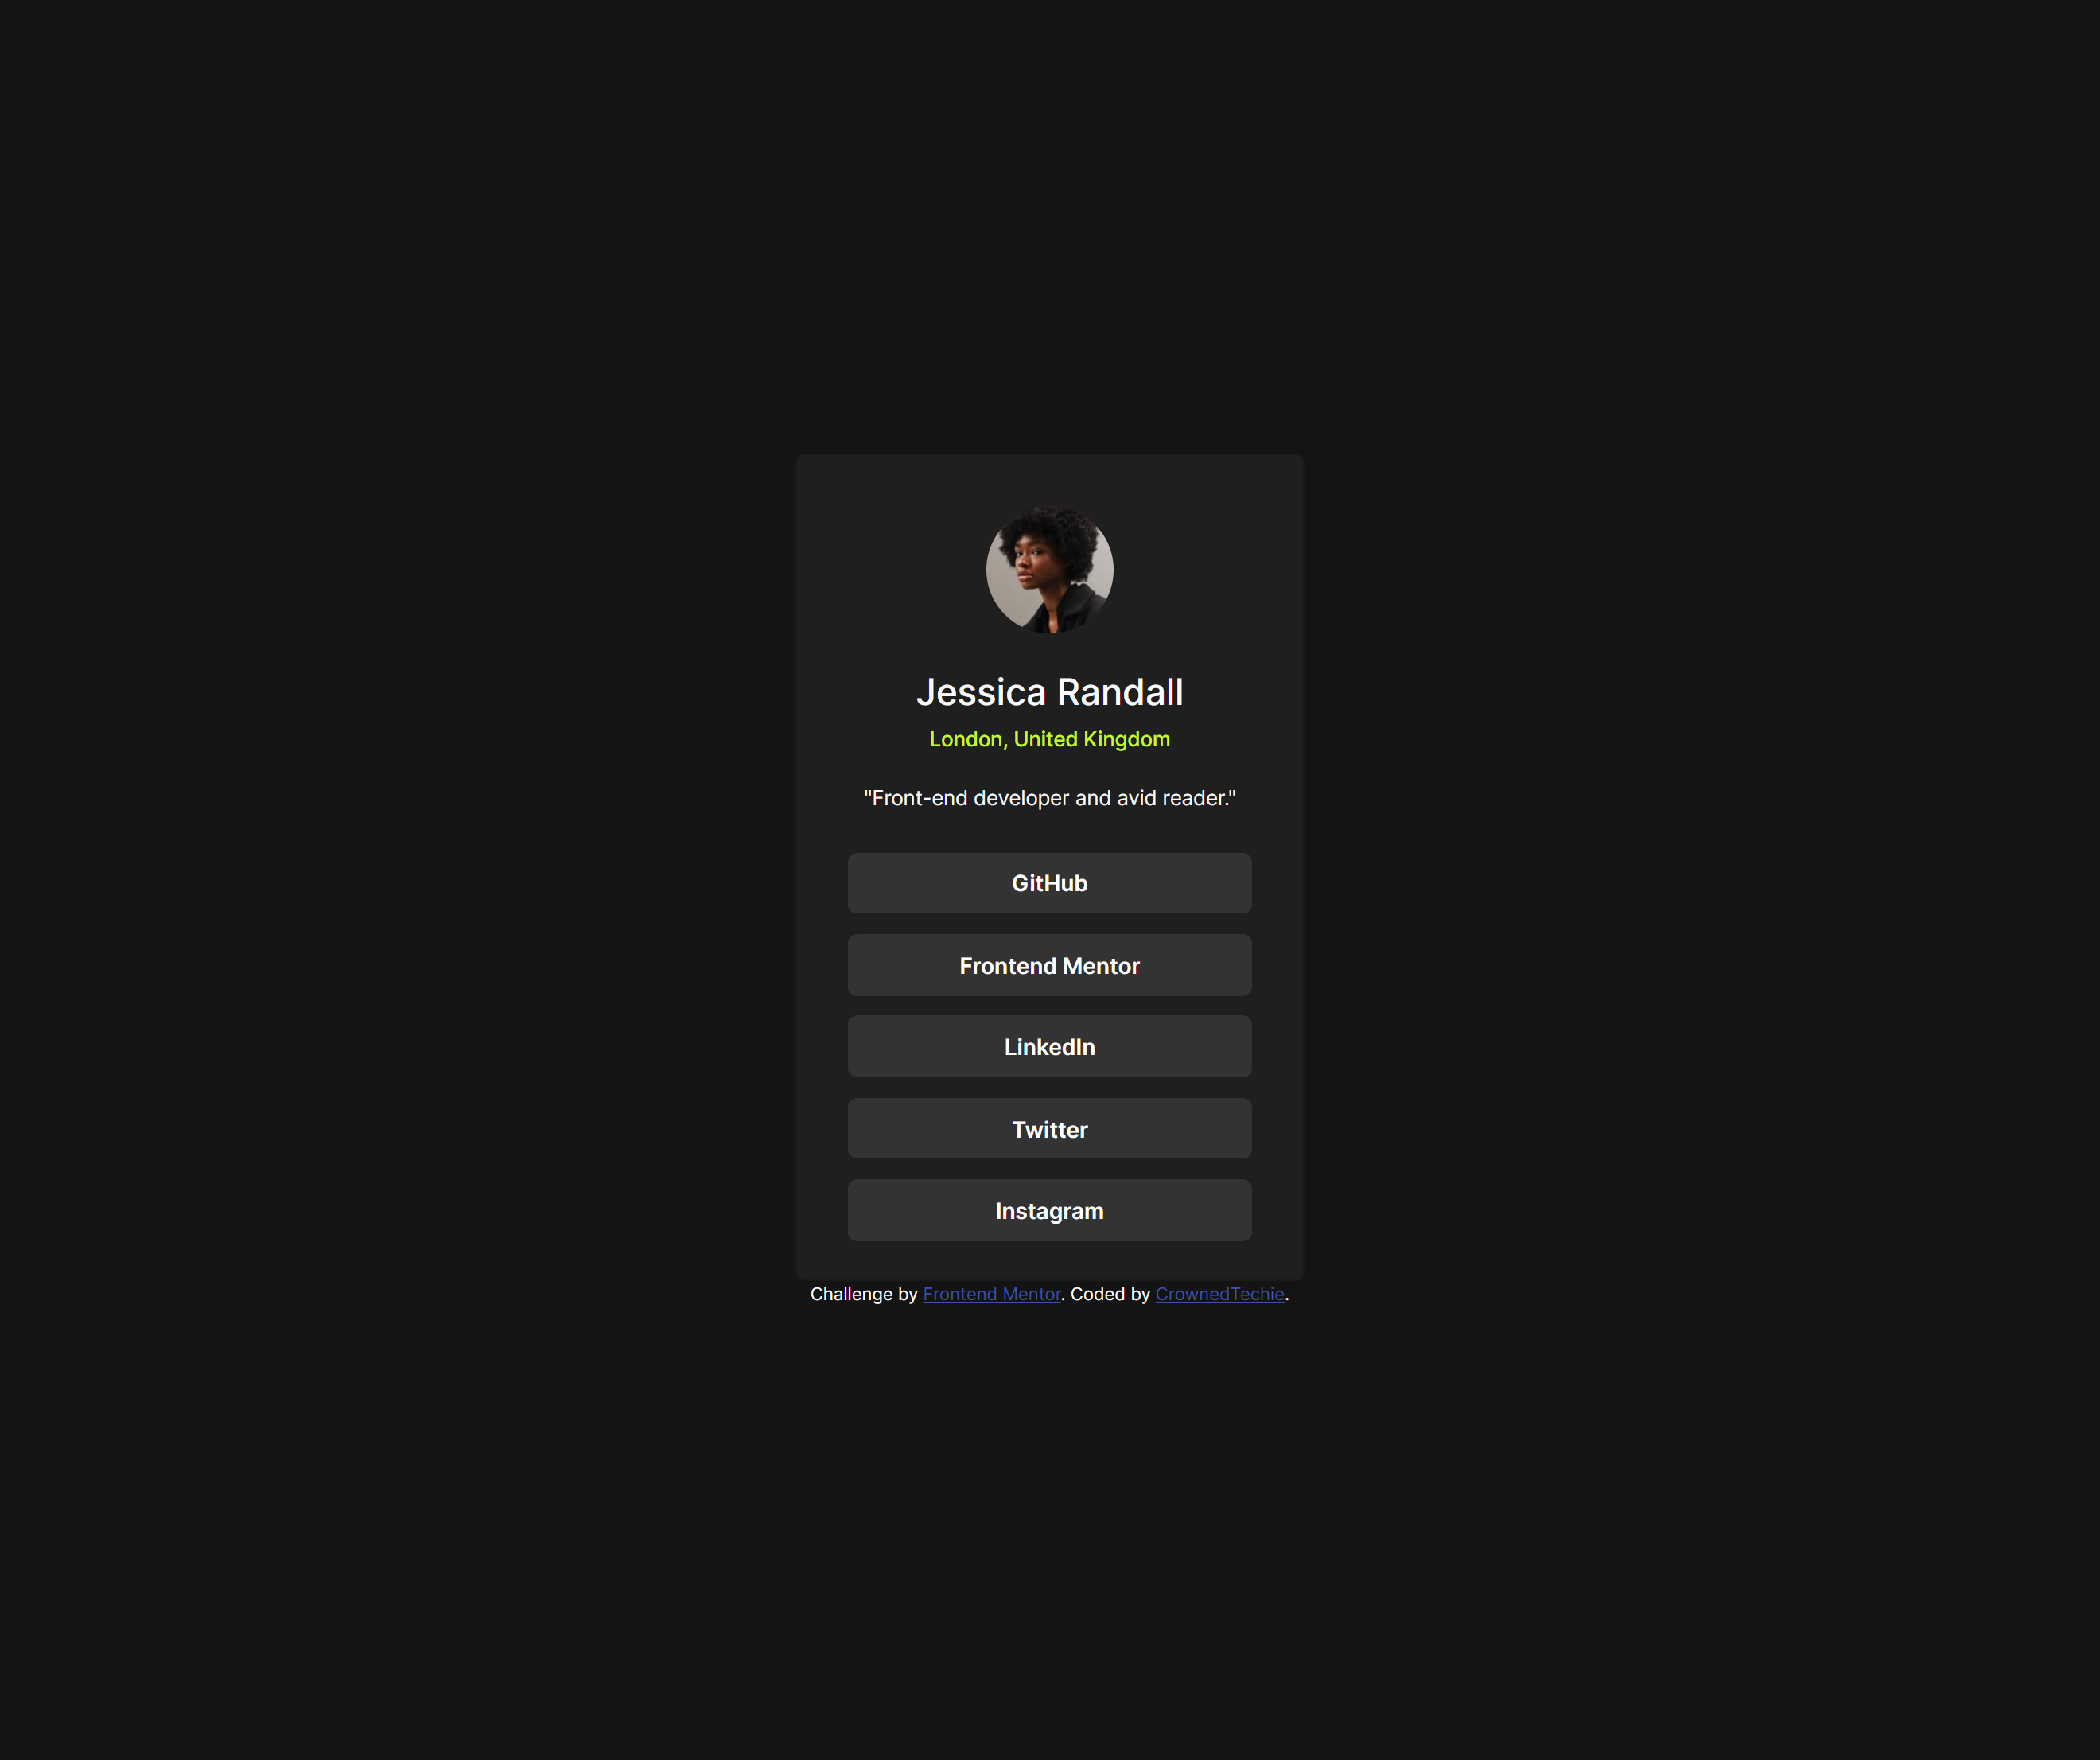 Jessica Randall
London, United Kingdom
"Front-end developer and avid reader."
GitHub
Frontend Mentor
LinkedIn
Twitter
Instagram
Challenge by Frontend Mentor. Coded by CrownedTechie.